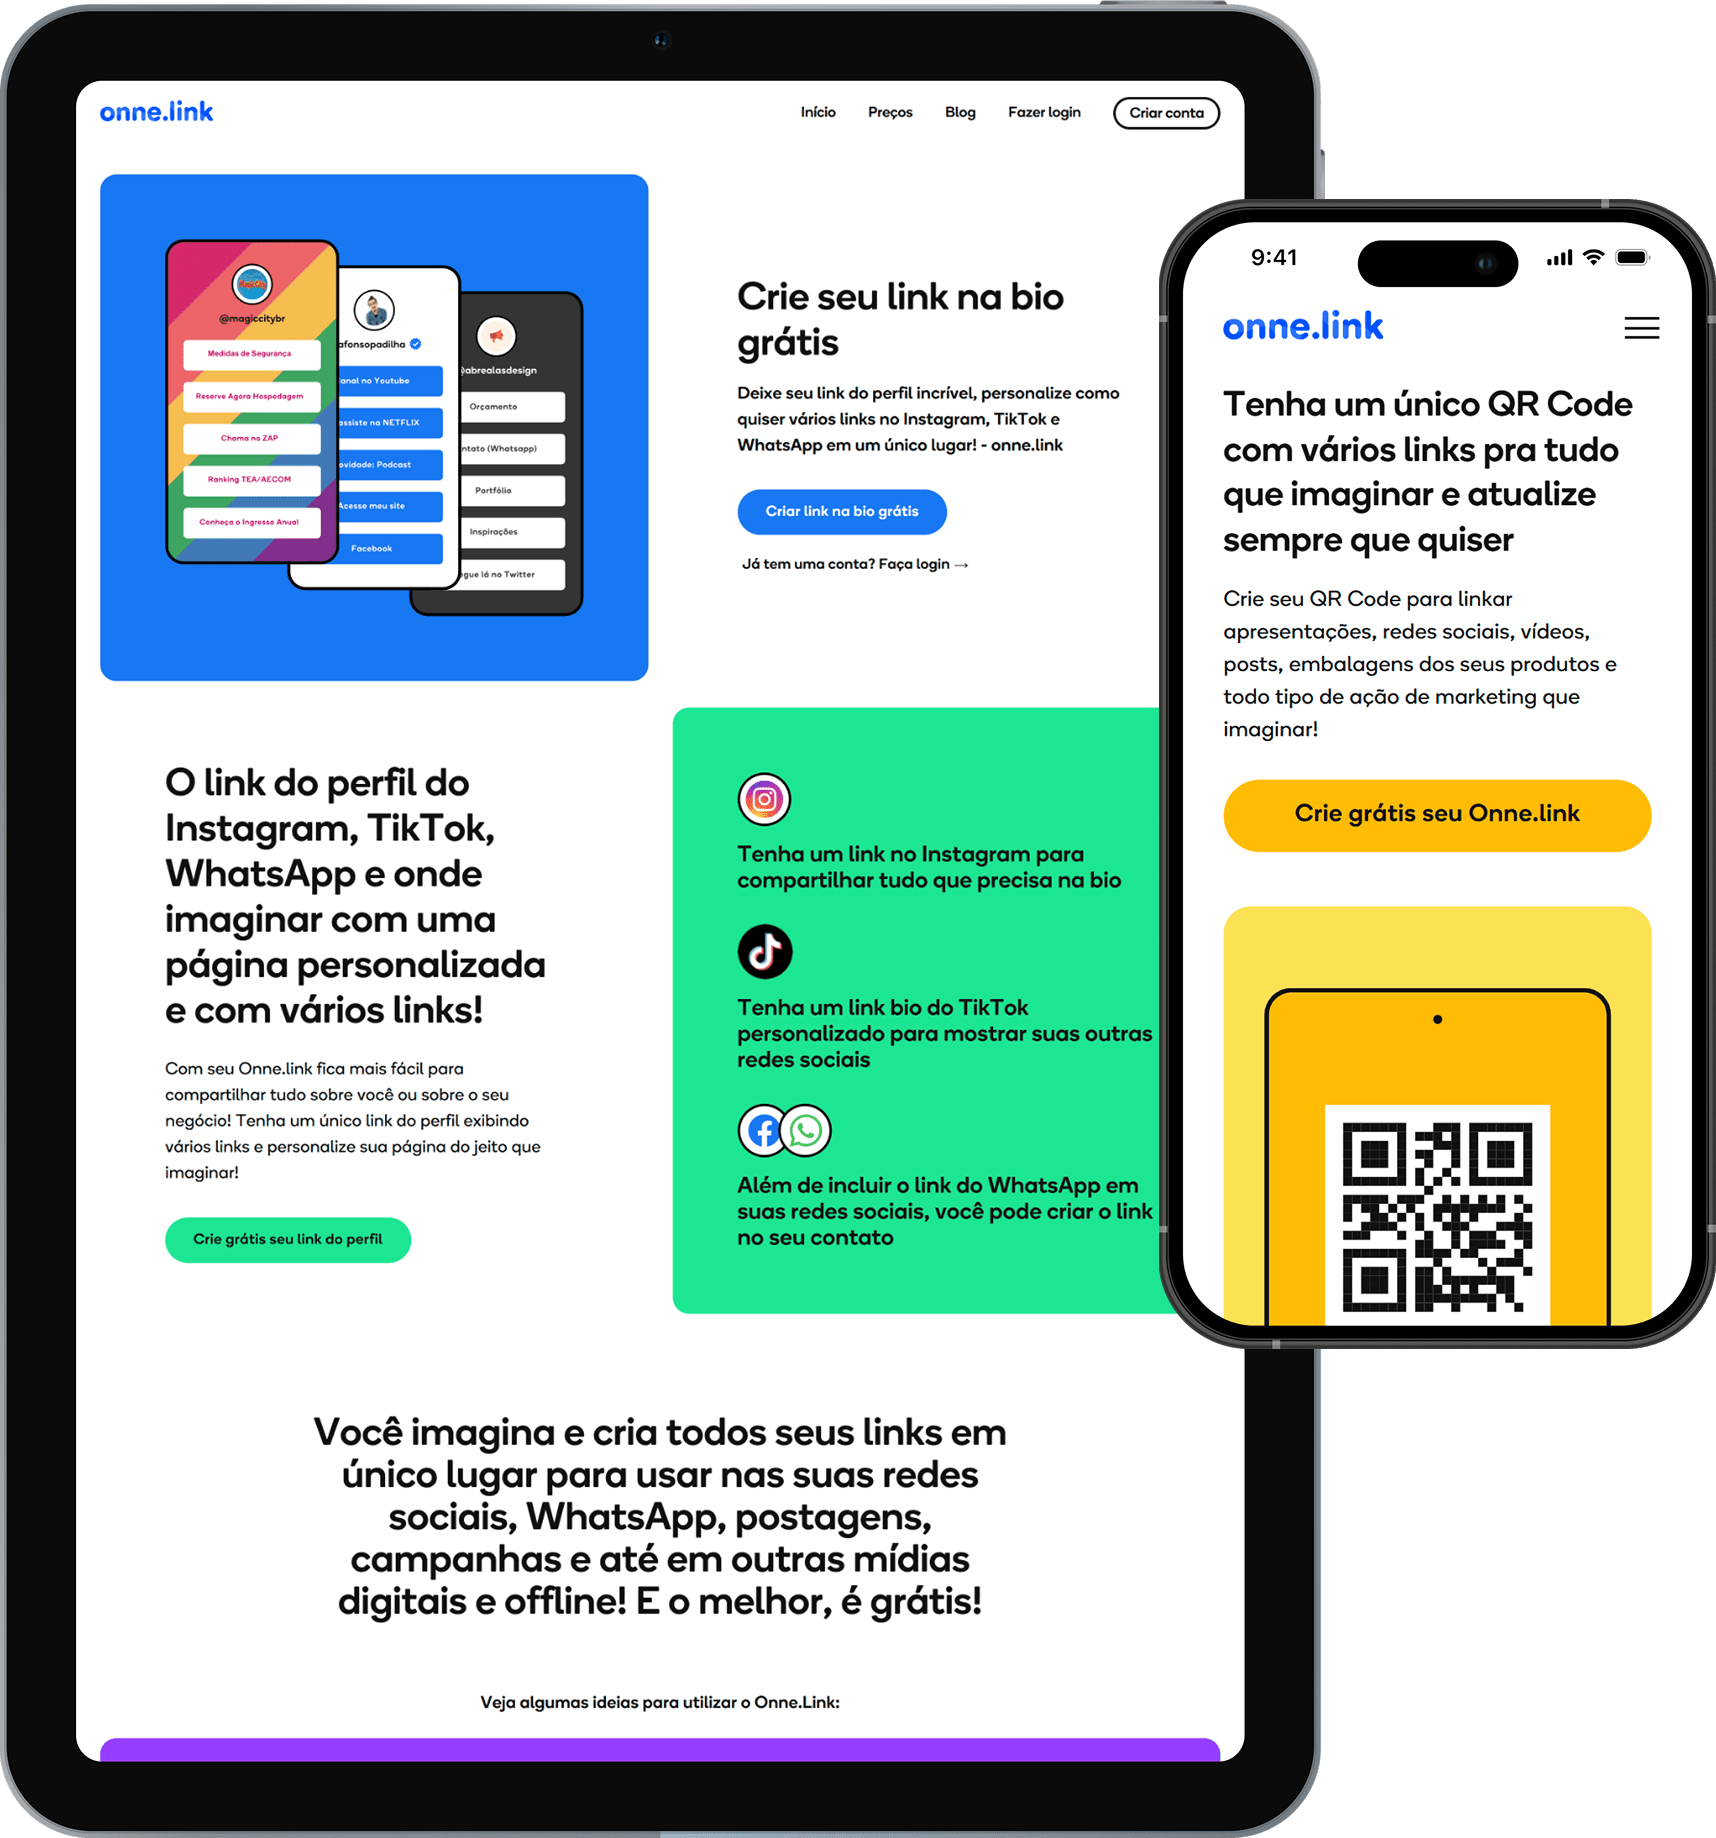 onne.link
Início
Preços
Blog
Fazer login
Criar conta
@magiccitybr
Medidas de Segurança
Reserve Agora Hospedagem
Chama no ZAP
Ranking TEA/AECOM
Conheça o Ingresso Anual
afonsopadilha
anal no Youtube
assiste na NETFLIX
ovidade: Podcast
Acesse meu site
Facebook
@abrealasdesign
Orçamento
ntato (Whatsapp)
Portfólio
Inspirações
gue lá no Twitter
Crie seu link na bio
grátis
Deixe seu link do perfil incrível, personalize como
quiser vários links no Instagram, TikTok e
WhatsApp em um único lugar! - onne.link
Criar link na bio grátis
Já tem uma conta? Faça login →
O link do perfil do
Instagram, TikTok,
WhatsApp e onde
imaginar com uma
página personalizada
e com vários links!
Com seu Onne.link fica mais fácil para
compartilhar tudo sobre você ou sobre o seu
negócio! Tenha um único link do perfil exibindo
vários links e personalize sua página do jeito que
imaginar!
Crie grátis seu link do perfil
Tenha um link no Instagram para
compartilhar tudo que precisa na bio
Tenha um link bio do TikTok
personalizado para mostrar suas outras
redes sociais
Além de incluir o link do WhatsApp em
suas redes sociais, você pode criar o link
no seu contato
Você imagina e cria todos seus links em
único lugar para usar nas suas redes
sociais, WhatsApp, postagens,
campanhas e até em outras mídias
digitais e offline! E o melhor, é grátis!
Veja algumas ideias para utilizar o Onne.Link:
9:41
onne.link
Tenha um único QR Code
com vários links pra tudo
que imaginar e atualize
sempre que quiser
Crie seu QR Code para linkar
apresentações, redes sociais, vídeos,
posts, embalagens dos seus produtos e
todo tipo de ação de marketing que
imaginar!
Crie grátis seu Onne.link